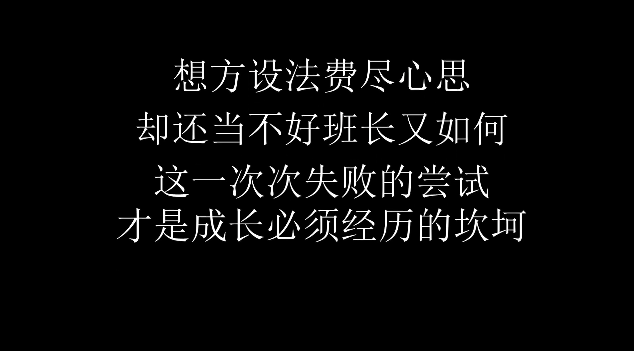 想方设法费尽心思
却还当不好班长又如何
这一次次失败的尝试
才是成长必须经历的坎坷